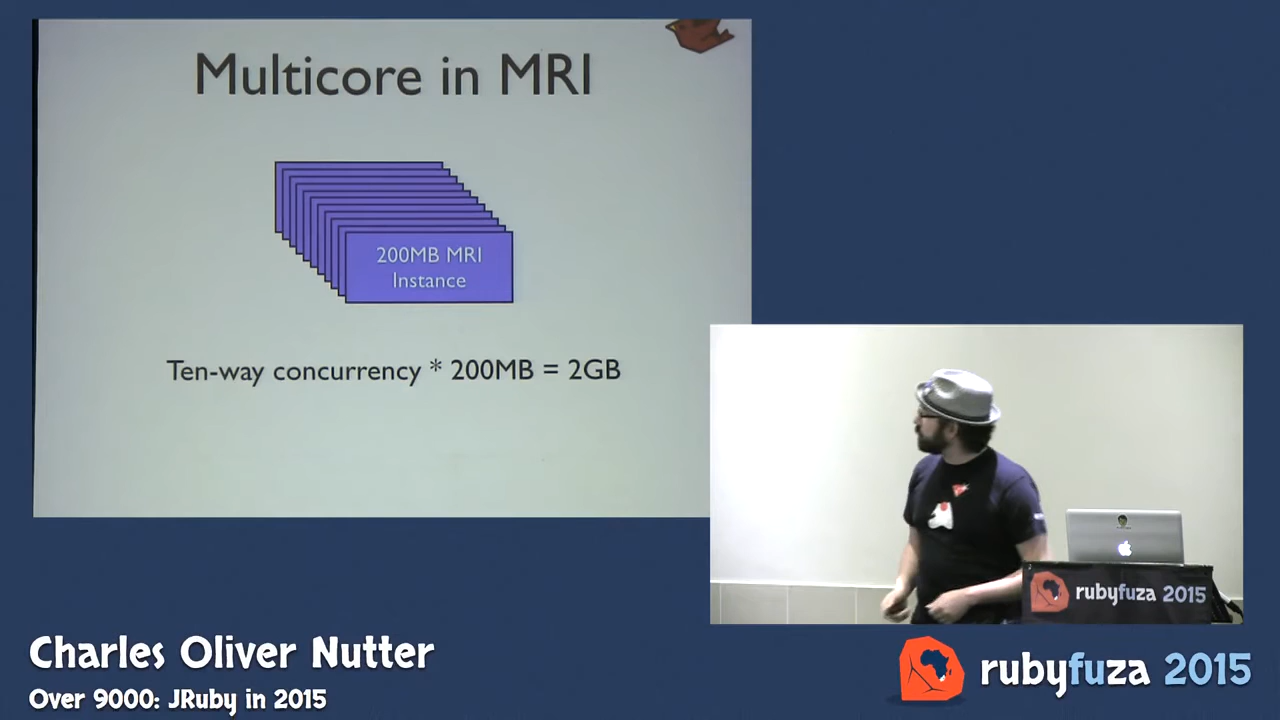 Multicore in MRI
200MB MRI
Instance
Ten-way concurrency * 200MB = 2GB
rubyfuza 2015
Charles Oliver Nutter
Over 9000: JRuby in 2015
rubyfuza 2015